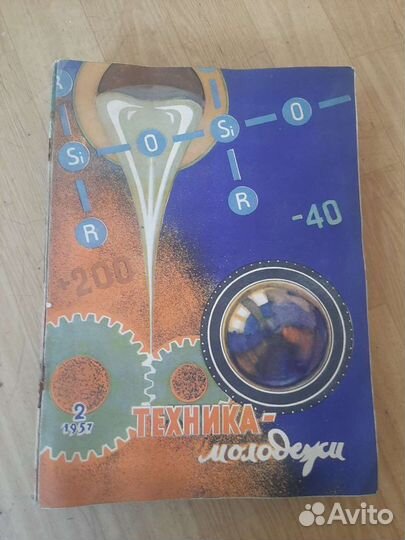 R
Si
O
Si
O
R
R
-40
+200
2
1957
ТЕХНИКА-
молодежи
Avito